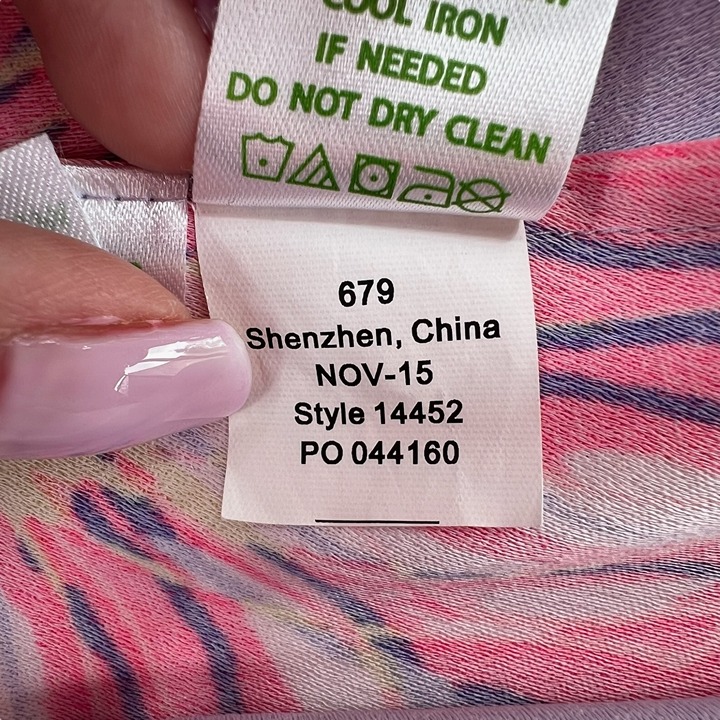 COOL IRON
IF NEEDED
DO NOT DRY CLEAN
679
Shenzhen, China
NOV-15
Style 14452
PO 044160